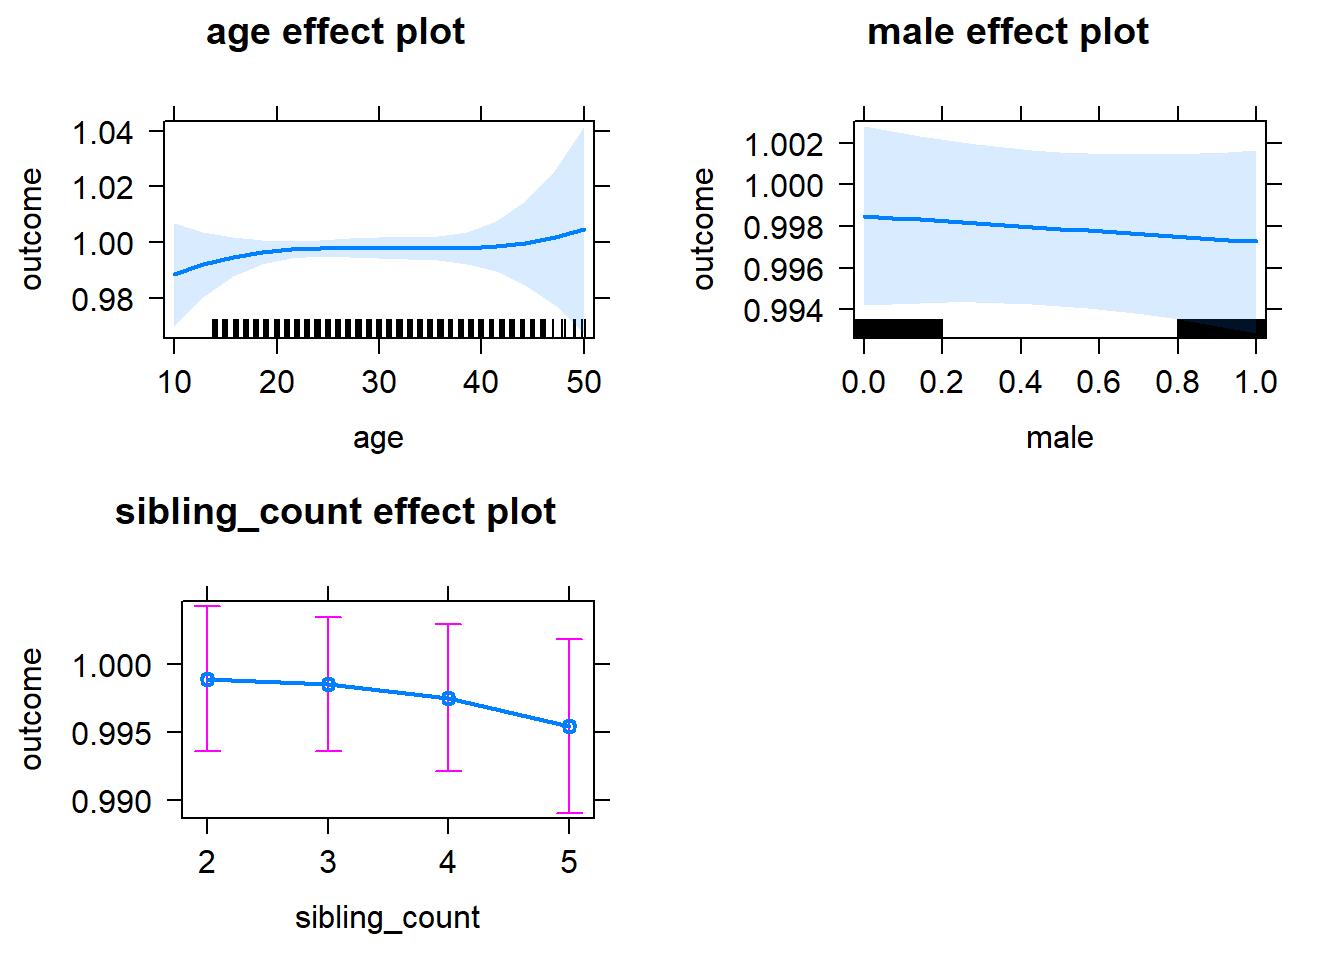 age effect plot
outcome
1.04
1.02
1.00
0.98
10 20 30 40 50
age
male effect plot
outcome
1.002
1.000
0.998
0.996
0.994
0.0 0.2 0.4 0.6 0.8 1.0
male
sibling_count effect plot
outcome
1.000
0.995
0.990
2 3 4 5
sibling_count